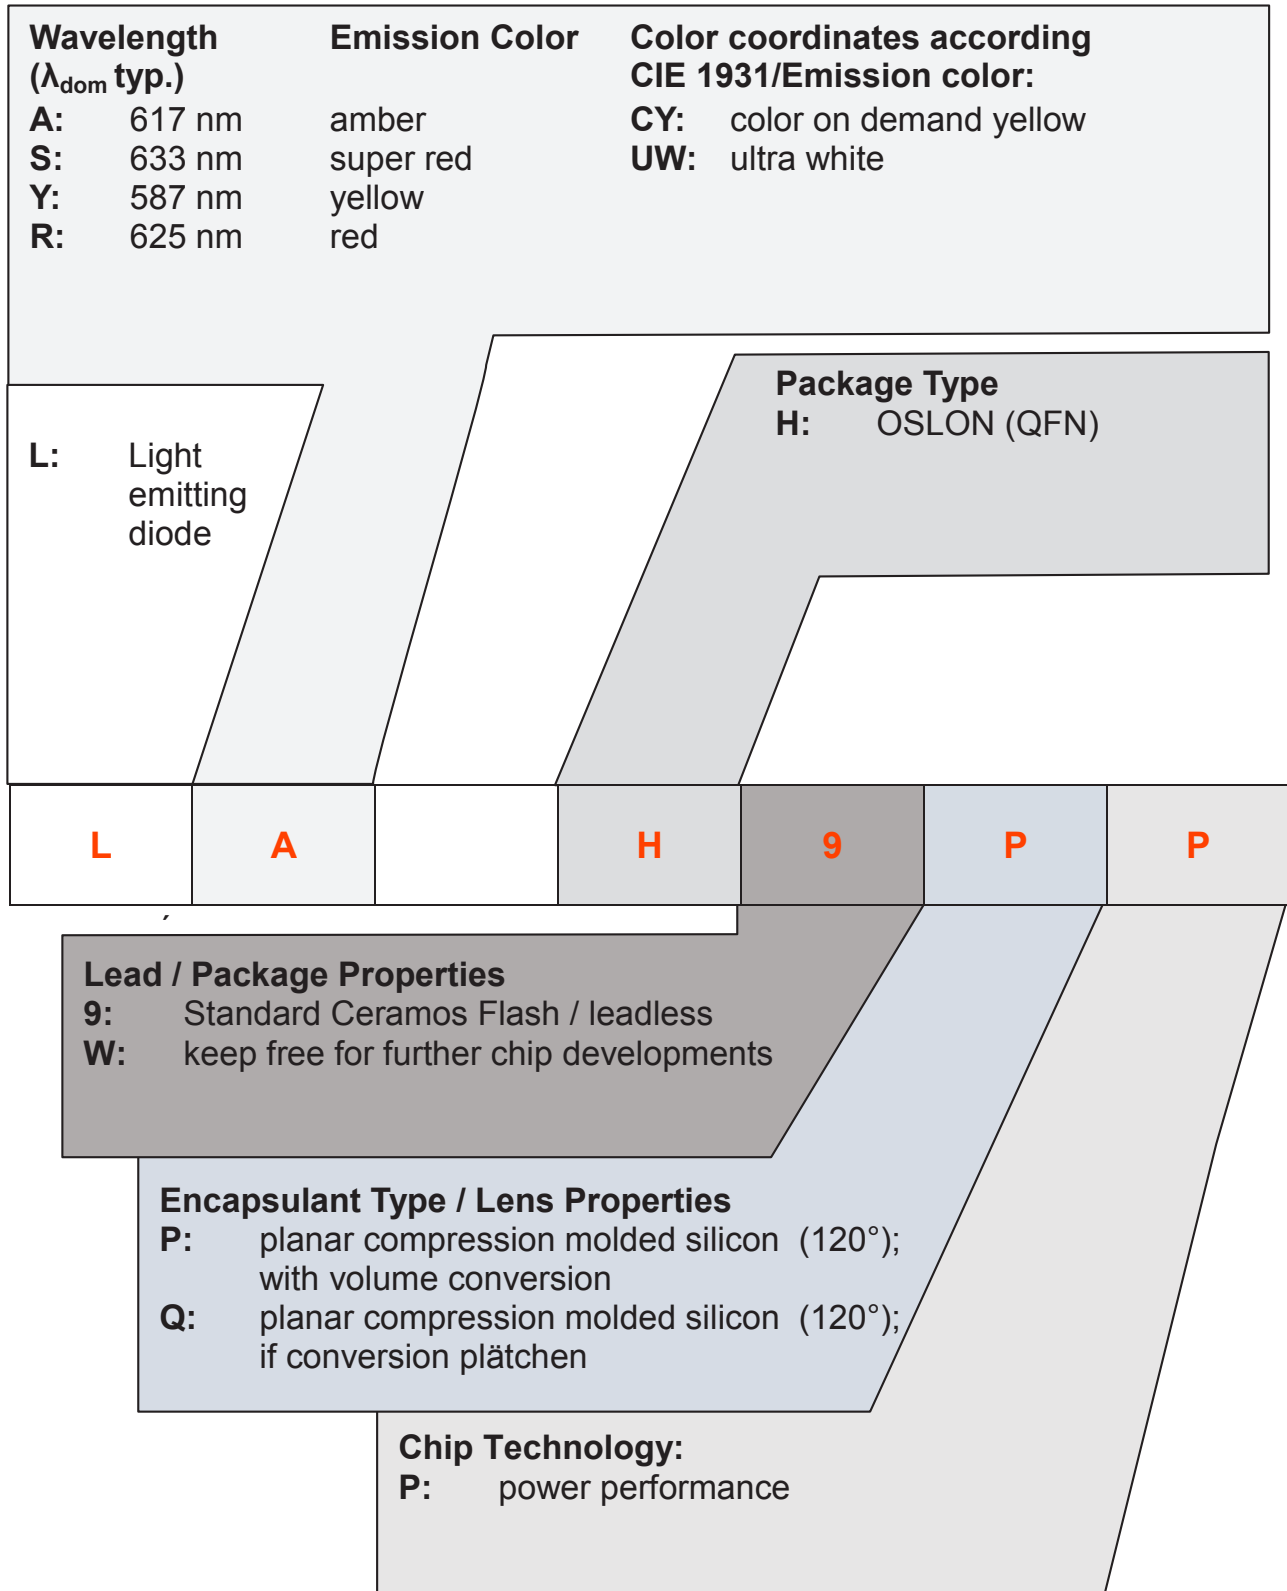 Wavelength Emission Color Color coordinates according
(λdom typ.) CIE 1931/Emission color:
A: 617 nm amber CY: color on demand yellow
S: 633 nm super red UW: ultra white
Y: 587 nm yellow
R: 625 nm red
Package Type
H: OSLON (QFN)
L: Light
emitting
diode
L A H 9 P P
Lead / Package Properties
9: Standard Ceramos Flash / leadless
W: keep free for further chip developments
Encapsulant Type / Lens Properties
P: planar compression molded silicon (120°);
with volume conversion
Q: planar compression molded silicon (120°);
if conversion plätchen
Chip Technology:
P: power performance